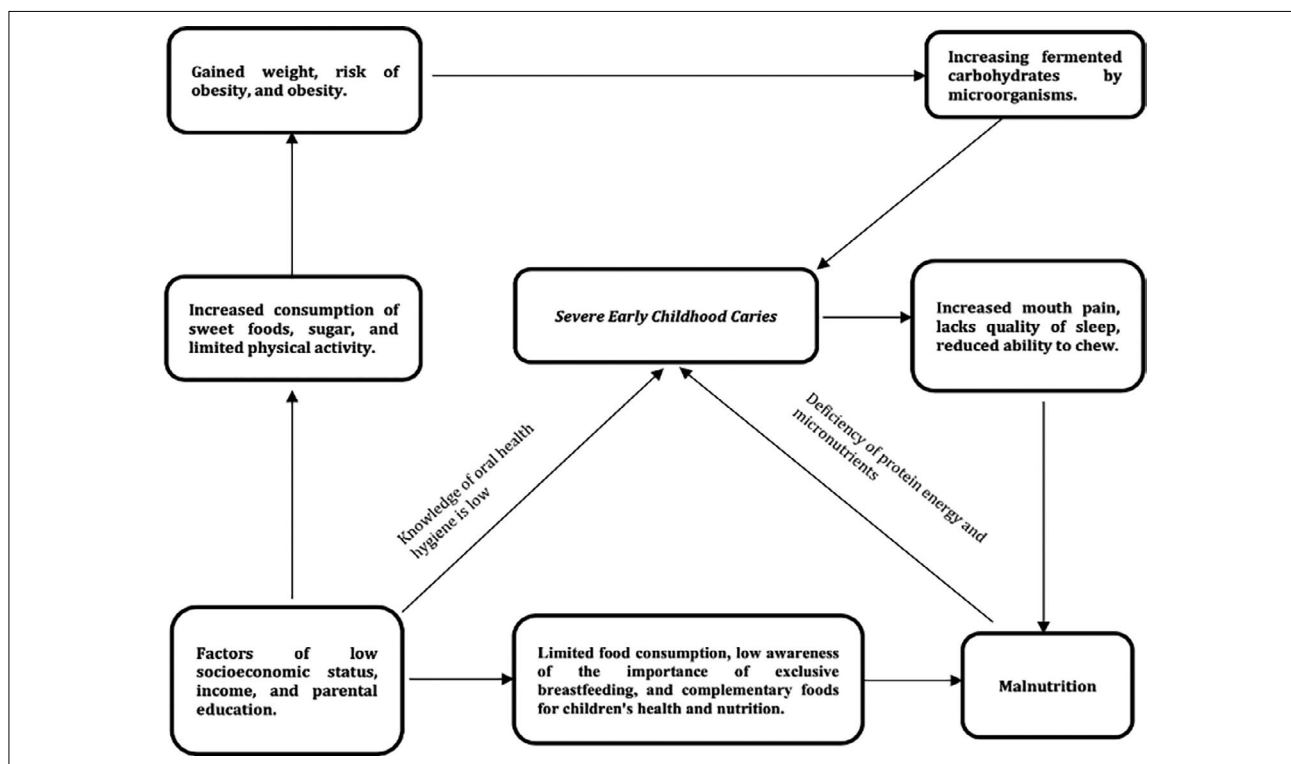 Gained weight, risk of
obesity, and obesity.
Increasing fermented
carbohydrates by
microorganisms.
Increased consumption of
sweet foods, sugar, and
limited physical activity.
Severe Early Childhood Caries
Increased mouth pain,
lacks quality of sleep,
reduced ability to chew.
Knowledge of oral health
hygiene is low
Deficiency of protein energy and
micronutrients
Factors of low
socioeconomic status,
income, and parental
education.
Limited food consumption, low awareness
of the importance of exclusive
breastfeeding, and complementary foods
for children's health and nutrition.
Malnutrition